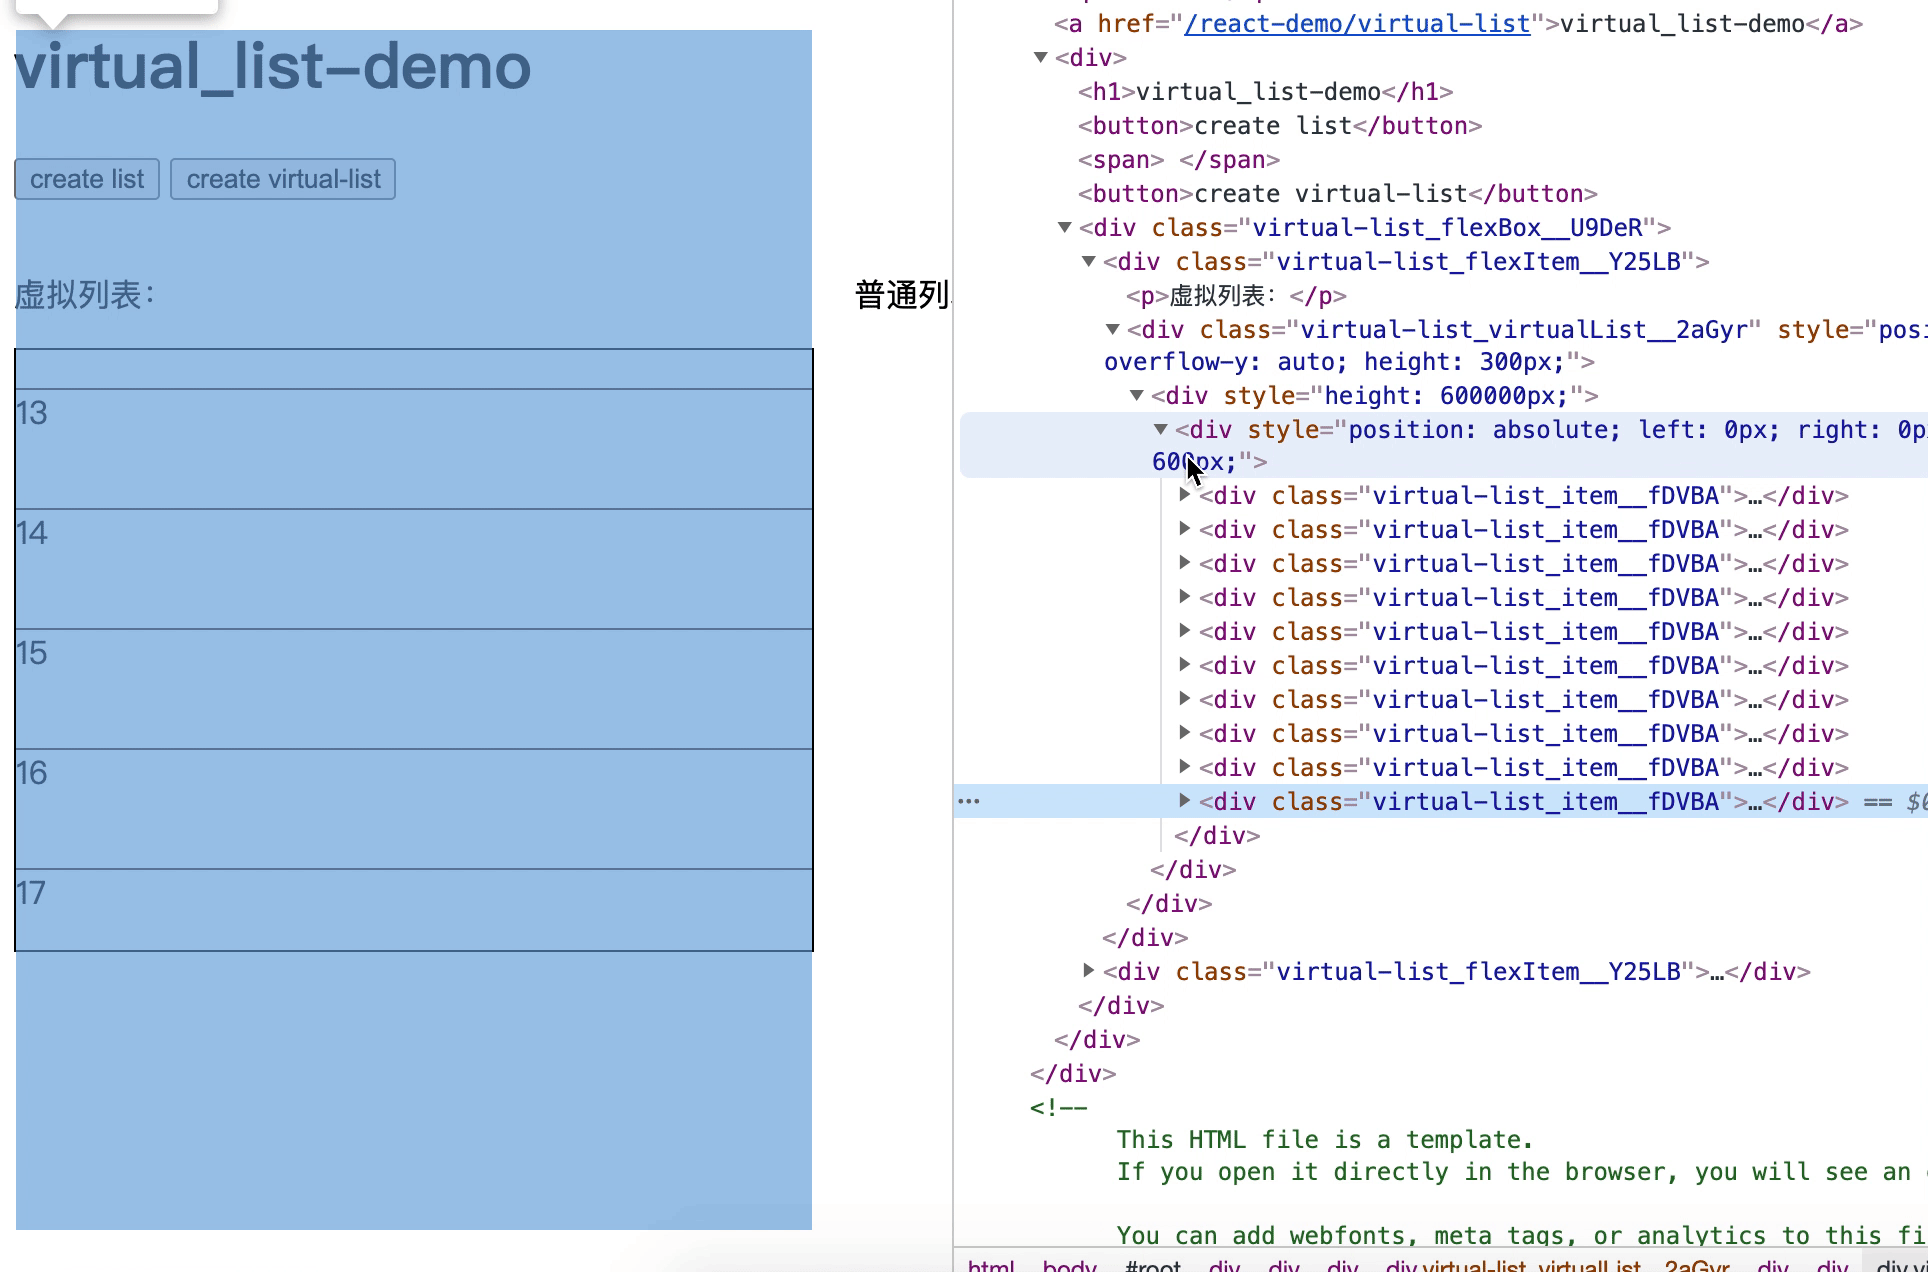 virtual_list-demo
create list
create virtual-list
虚拟列表：
普通列
13
14
15
16
17
<a href="/react-demo/virtual-list">virtual_list-demo</a>
<div>
<h1>virtual_list-demo</h1>
<button>create list</button>
<span> </span>
<button>create virtual-list</button>
<div class="virtual-list_flexBox__U9DeR">
<div class="virtual-list_flexItem__Y25LB">
<p>虚拟列表：</p>
<div class="virtual-list_virtualList__2aGyr" style="posi
overflow-y: auto; height: 300px;">
<div style="height: 600000px;">
<div style="position: absolute; left: 0px; right: 0p
600px;">
<div class="virtual-list_item__fDVBA">…</div>
<div class="virtual-list_item__fDVBA">…</div>
<div class="virtual-list_item__fDVBA">…</div>
<div class="virtual-list_item__fDVBA">…</div>
<div class="virtual-list_item__fDVBA">…</div>
<div class="virtual-list_item__fDVBA">…</div>
<div class="virtual-list_item__fDVBA">…</div>
<div class="virtual-list_item__fDVBA">…</div>
<div class="virtual-list_item__fDVBA">…</div>
<div class="virtual-list_item__fDVBA">…</div> == $0
</div>
</div>
</div>
</div>
<div class="virtual-list_flexItem__Y25LB">…</div>
</div>
</div>
</div>
<!--
This HTML file is a template.
If you open it directly in the browser, you will see an
You can add webfonts, meta tags, or analytics to this fi
html body #root div div div div.virtual-list_virtualList__2aGyr div div div.vi